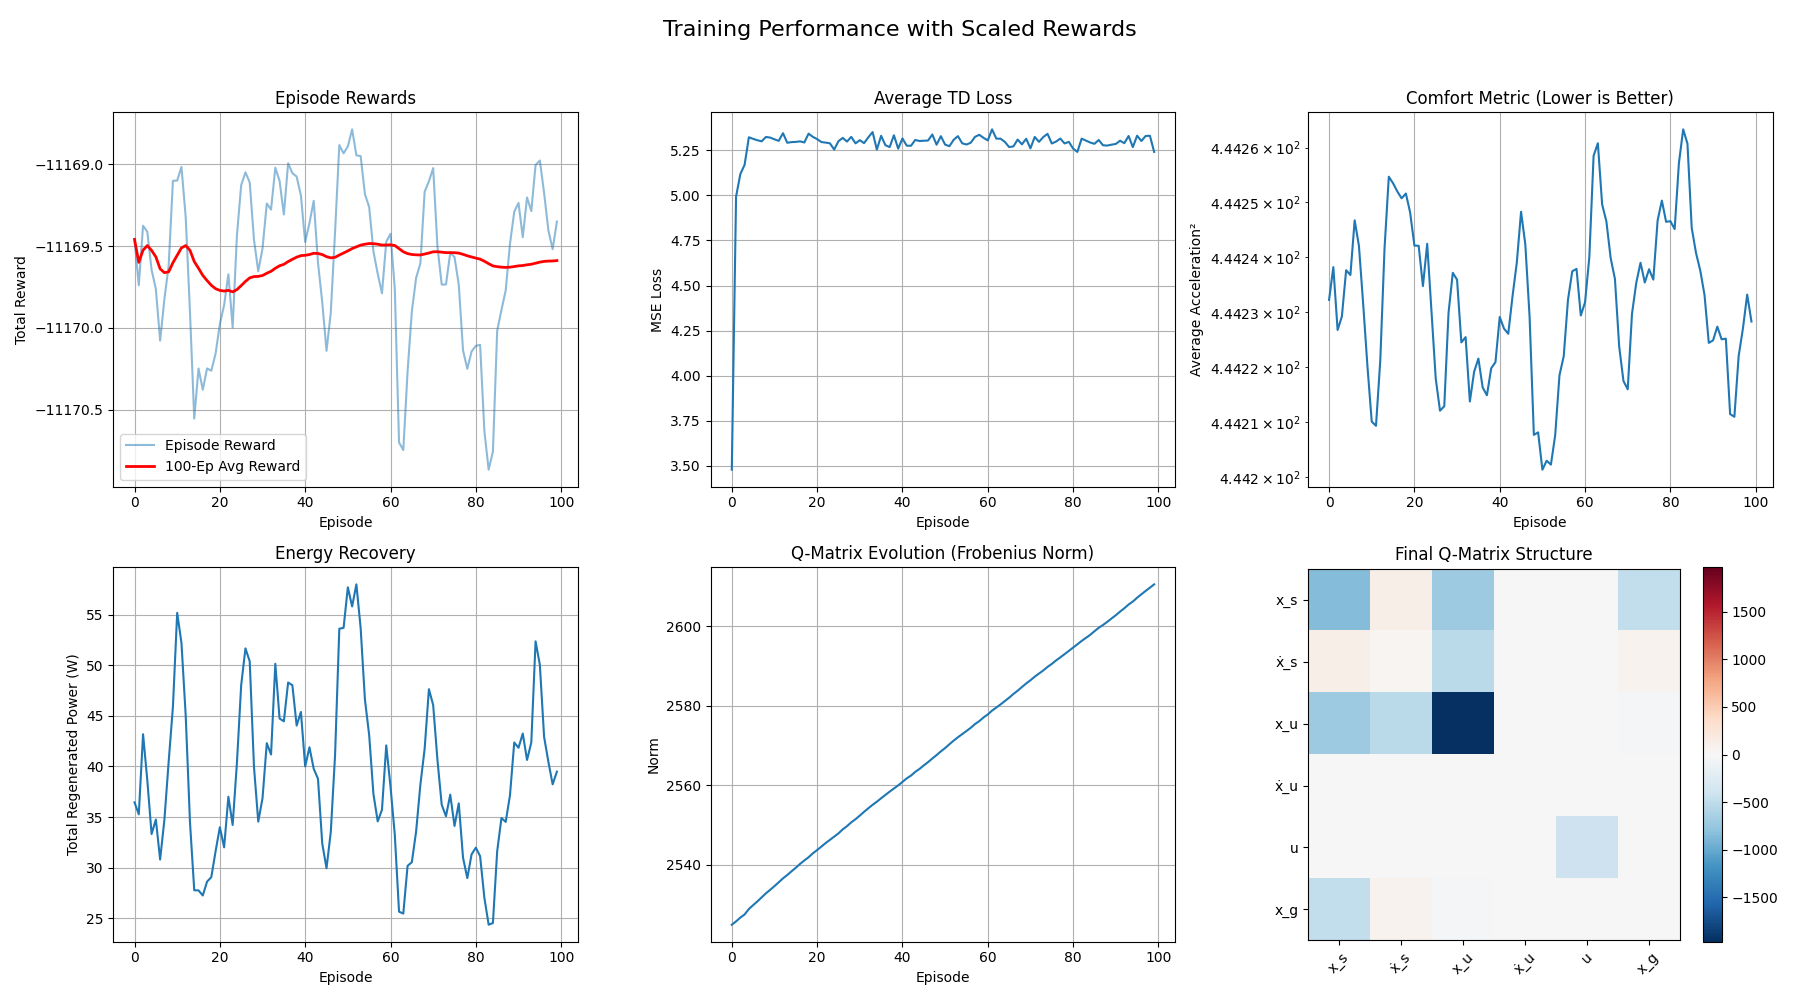 Training Performance with Scaled Rewards
Episode Rewards
Total Reward
−11169.0
−11169.5
−11170.0
−11170.5
Episode Reward
100-Ep Avg Reward
0 20 40 60 80 100
Episode
Average TD Loss
MSE Loss
5.25
5.00
4.75
4.50
4.25
4.00
3.75
3.50
0 20 40 60 80 100
Episode
Comfort Metric (Lower is Better)
Average Acceleration²
4.4426 × 10²
4.4425 × 10²
4.4424 × 10²
4.4423 × 10²
4.4422 × 10²
4.4421 × 10²
4.442 × 10²
0 20 40 60 80 100
Episode
Energy Recovery
Total Regenerated Power (W)
55
50
45
40
35
30
25
0 20 40 60 80 100
Episode
Q-Matrix Evolution (Frobenius Norm)
Norm
2600
2580
2560
2540
0 20 40 60 80 100
Episode
Final Q-Matrix Structure
x_s
ẋ_s
x_u
ẋ_u
u
x_g
x_s ẋ_s x_u ẋ_u u x_g
1500
1000
500
0
−500
−1000
−1500